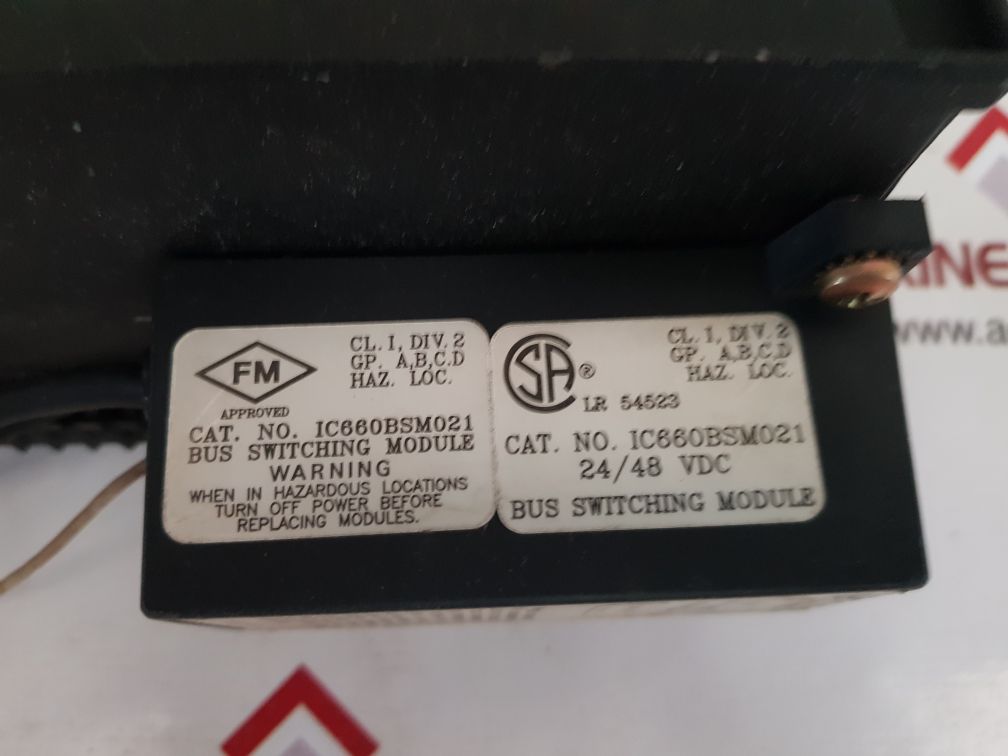 FM
APPROVED
CL. I, DIV. 2
GP. A,B,C,D
HAZ. LOC.
CAT. NO. IC660BSM021
BUS SWITCHING MODULE
WARNING
WHEN IN HAZARDOUS LOCATIONS
TURN OFF POWER BEFORE
REPLACING MODULES.
CSA®
LR 54523
CL. I, DIV. 2
GP. A,B,C,D
HAZ. LOC.
CAT. NO. IC660BSM021
24/48 VDC
BUS SWITCHING MODULE
www.a